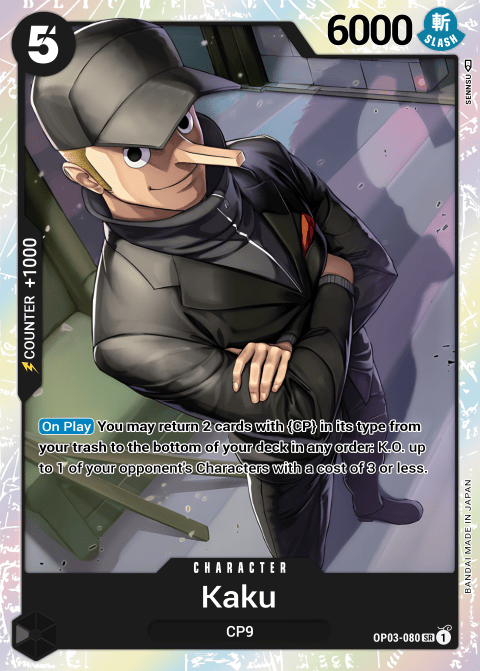 5
6000
斬
SLASH
SENNSU
COUNTER +1000
On Play You may return 2 cards with {CP} in its type from
your trash to the bottom of your deck in any order: K.O. up
to 1 of your opponent's Characters with a cost of 3 or less.
BANDAI MADE IN JAPAN
CHARACTER
Kaku
CP9
OP03-080 SR 1